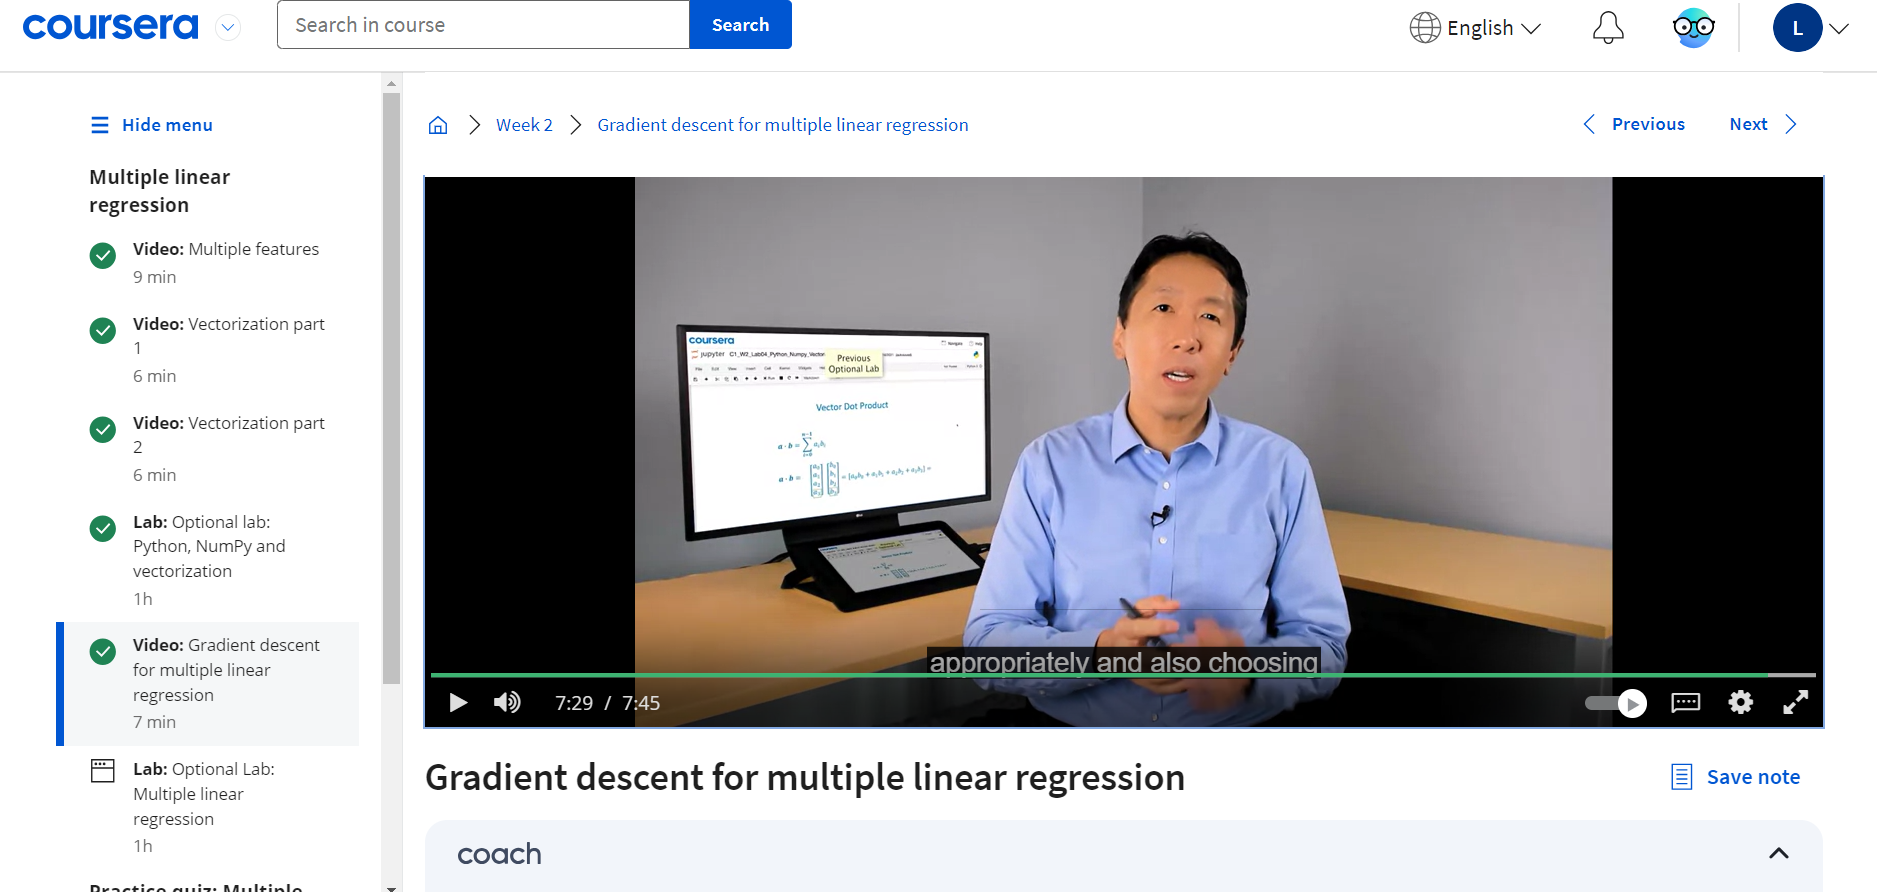 coursera
Search in course
Search
English
L
Hide menu
Multiple linear
regression
Video: Multiple features
9 min
Video: Vectorization part
1
6 min
Video: Vectorization part
2
6 min
Lab: Optional lab:
Python, NumPy and
vectorization
1h
Video: Gradient descent
for multiple linear
regression
7 min
Lab: Optional Lab:
Multiple linear
regression
1h
Practice quiz: Multiple
Week 2
Gradient descent for multiple linear regression
Previous
Next
coursera
jupyter C1_W2_Lab04_Python_Numpy_Vector
Previous
Optional Lab
Vector Dot Product
appropriately and also choosing
7:29 / 7:45
Gradient descent for multiple linear regression
Save note
coach